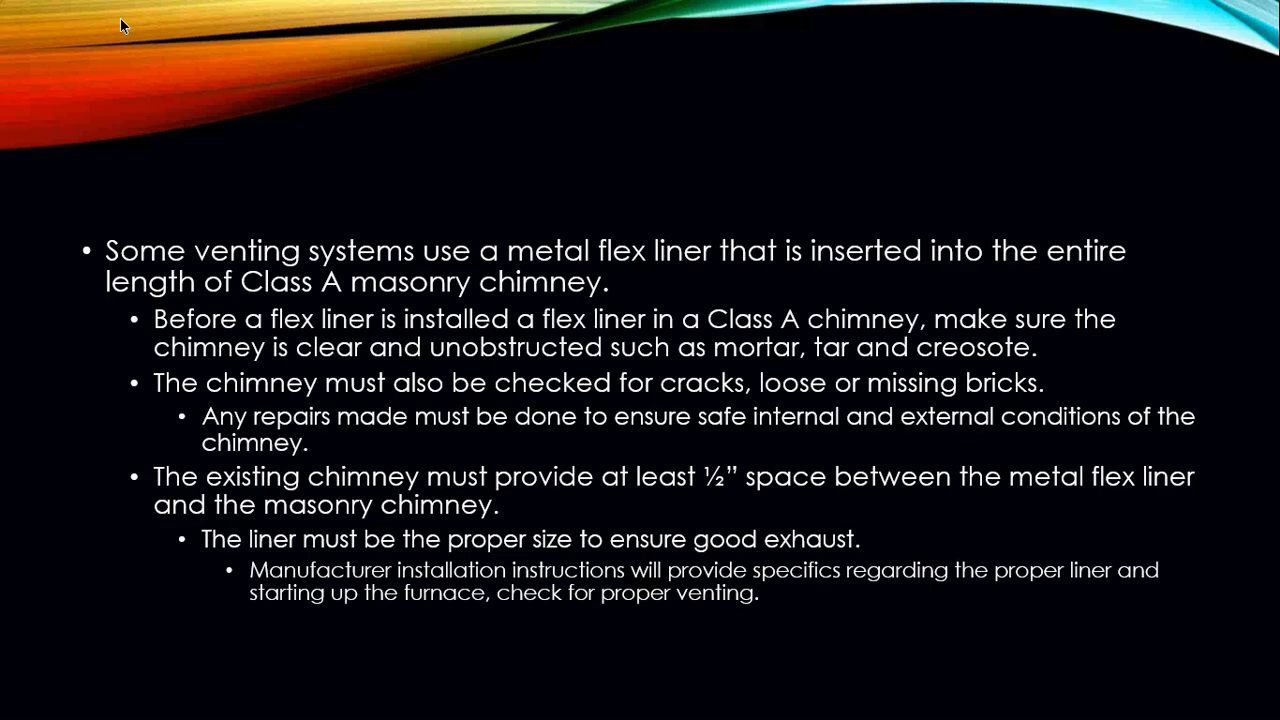 • Some venting systems use a metal flex liner that is inserted into the entire
length of Class A masonry chimney.
• Before a flex liner is installed a flex liner in a Class A chimney, make sure the
chimney is clear and unobstructed such as mortar, tar and creosote.
• The chimney must also be checked for cracks, loose or missing bricks.
• Any repairs made must be done to ensure safe internal and external conditions of the
chimney.
• The existing chimney must provide at least ½” space between the metal flex liner
and the masonry chimney.
• The liner must be the proper size to ensure good exhaust.
• Manufacturer installation instructions will provide specifics regarding the proper liner and
starting up the furnace, check for proper venting.